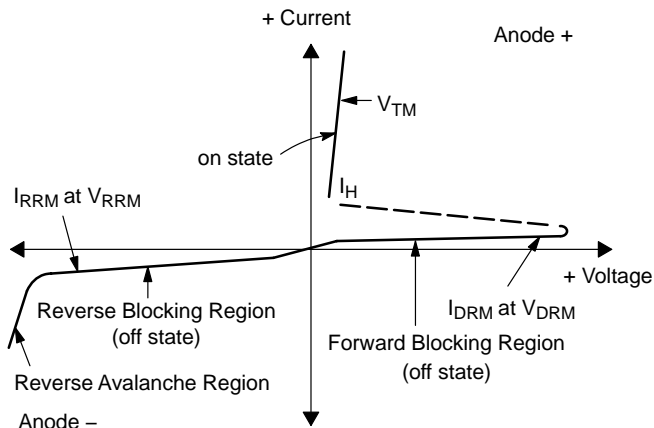 + Current
Anode +
V_TM
on state
I_H
I_RRM at V_RRM
+ Voltage
Reverse Blocking Region
(off state)
I_DRM at V_DRM
Forward Blocking Region
(off state)
Reverse Avalanche Region
Anode −